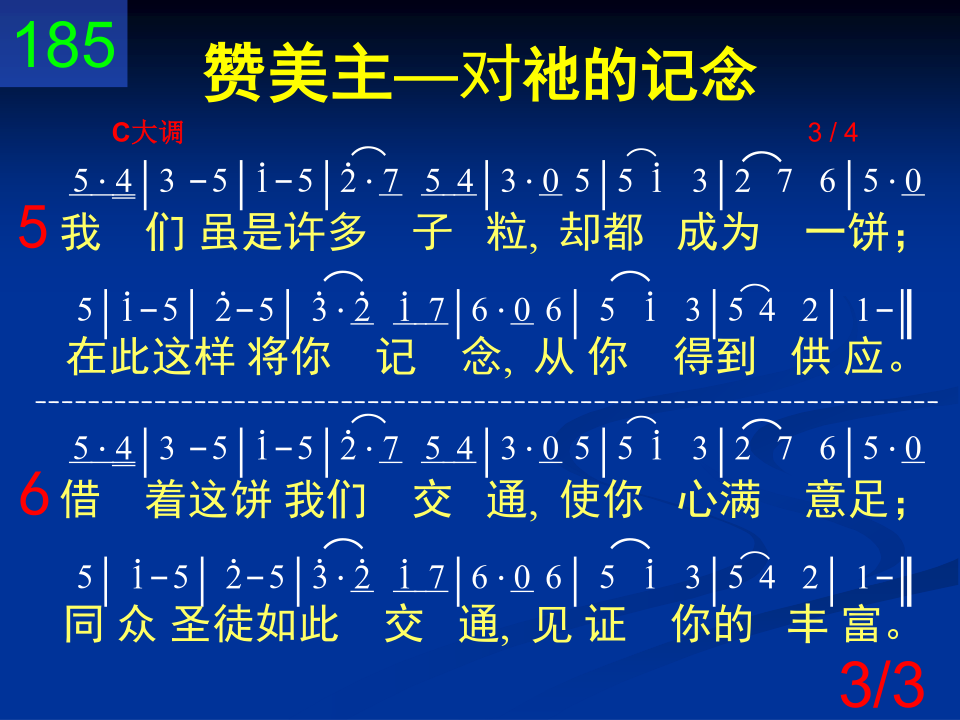 185
赞美主—对祂的记念
C大调 3 / 4
5 · 4 | 3 - 5 | i - 5 | 2̇ · 7 5 4 | 3 · 0 5 | 5 i 3 | 2 7 6 | 5 · 0
5 我 们 虽是许多 子 粒, 却都 成为 一饼；
5 | i - 5 | 2̇ - 5 | 3̇ · 2̇ i 7 | 6 · 0 6 | 5 i 3 | 5 4 2 | 1 - ‖
在此这样 将你 记 念, 从 你 得到 供 应。
5 · 4 | 3 - 5 | i - 5 | 2̇ · 7 5 4 | 3 · 0 5 | 5 i 3 | 2 7 6 | 5 · 0
6 借 着这饼 我们 交 通, 使你 心满 意足；
5 | i - 5 | 2̇ - 5 | 3̇ · 2̇ i 7 | 6 · 0 6 | 5 i 3 | 5 4 2 | 1 - ‖
同 众 圣徒如此 交 通, 见 证 你的 丰 富。
3/3